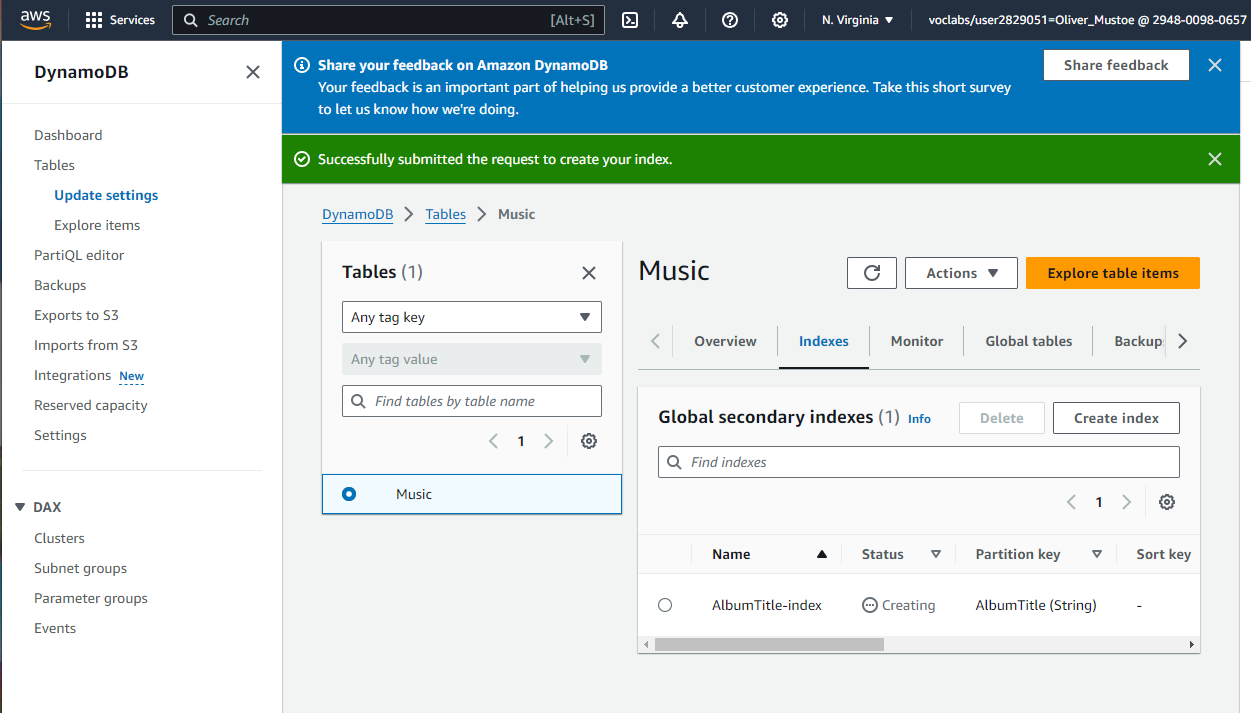 aws
Services
Search [Alt+S]
N. Virginia
voclabs/user2829051=Oliver_Mustoe @ 2948-0098-0657
DynamoDB
Dashboard
Tables
Update settings
Explore items
PartiQL editor
Backups
Exports to S3
Imports from S3
Integrations New
Reserved capacity
Settings
DAX
Clusters
Subnet groups
Parameter groups
Events
Share your feedback on Amazon DynamoDB
Your feedback is an important part of helping us provide a better customer experience. Take this short survey
to let us know how we're doing.
Share feedback
Successfully submitted the request to create your index.
DynamoDB Tables Music
Tables (1)
Any tag key
Any tag value
Find tables by table name
1
Music
Music
Actions
Explore table items
Overview Indexes Monitor Global tables Backup
Global secondary indexes (1) Info
Delete
Create index
Find indexes
1
Name Status Partition key Sort key
AlbumTitle-index Creating AlbumTitle (String) -